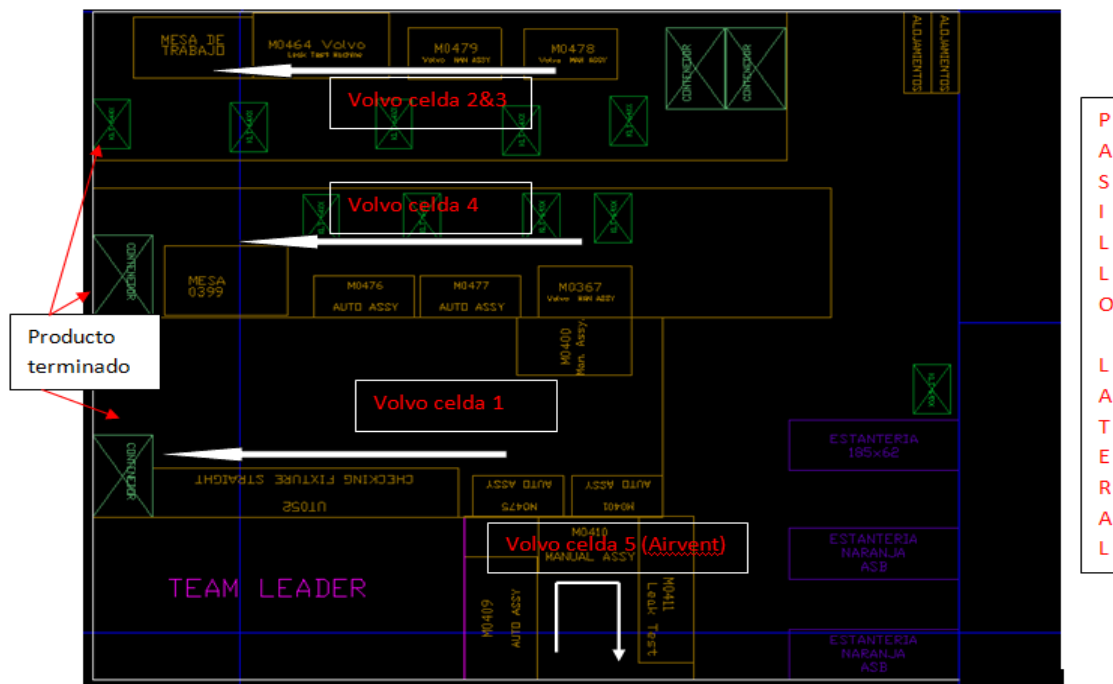 MESA DE
TRABAJO
M0464 Volvo
Leak Test Machine
M0479
Volvo MAN ASSY
M0478
Volvo MAN ASSY
CONTENEDOR
CONTENEDOR
ALOJAMIENTOS
ALOJAMIENTOS
Volvo celda 2&3
Volvo celda 4
CONTENEDOR
MESA
0399
M0476
AUTO ASSY
M0477
AUTO ASSY
M0367
Volvo MAN ASSY
M0400
Man. Assy.
Producto
terminado
Volvo celda 1
CONTENEDOR
CHECKING FIXTURE STRAIGHT
UT052
AUTO ASSY
N0475
AUTO ASSY
M0401
ESTANTERIA
185x62
M0410
Volvo celda 5 (Airvent)
MANUAL ASSY
M0409
AUTO ASSY
M0411
Leak Test
TEAM LEADER
ESTANTERIA
NARANJA
ASB
ESTANTERIA
NARANJA
ASB
P
A
S
I
L
L
O
L
A
T
E
R
A
L